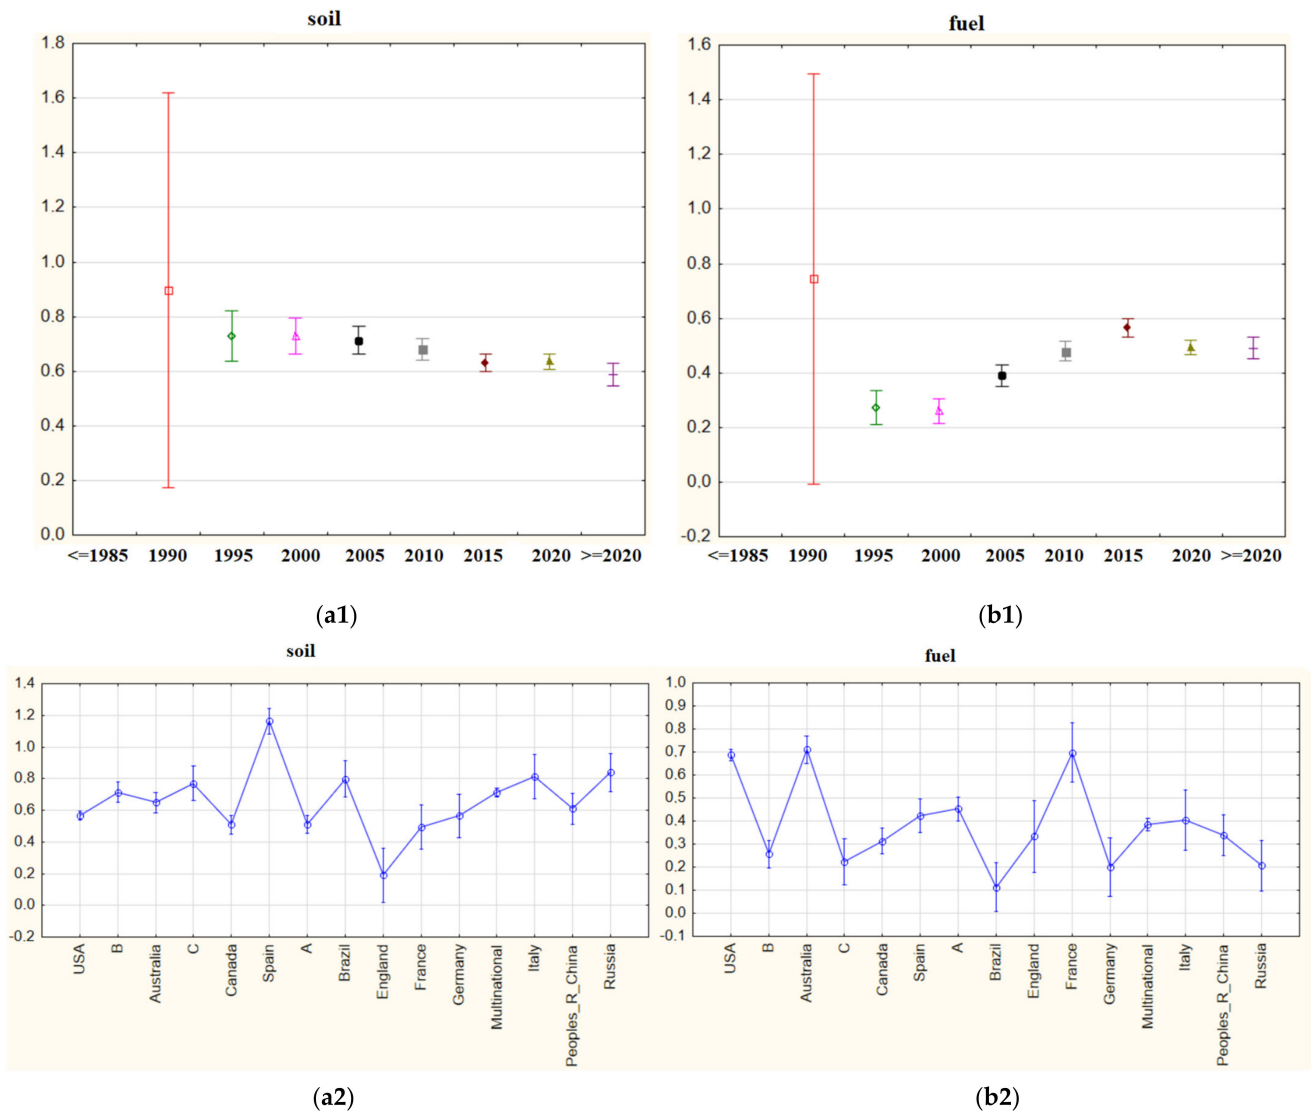 soil
1.8
1.6
1.4
1.2
1.0
0.8
0.6
0.4
0.2
0.0
<=1985 1990 1995 2000 2005 2010 2015 2020 >=2020
(a1)
fuel
1.6
1.4
1.2
1.0
0.8
0.6
0.4
0.2
0.0
-0.2
<=1985 1990 1995 2000 2005 2010 2015 2020 >=2020
(b1)
soil
1.4
1.2
1.0
0.8
0.6
0.4
0.2
0.0
-0.2
USA
B
Australia
C
Canada
Spain
A
Brazil
England
France
Germany
Multinational
Italy
Peoples_R_China
Russia
(a2)
fuel
1.0
0.9
0.8
0.7
0.6
0.5
0.4
0.3
0.2
0.1
0.0
-0.1
USA
B
Australia
C
Canada
Spain
A
Brazil
England
France
Germany
Multinational
Italy
Peoples_R_China
Russia
(b2)